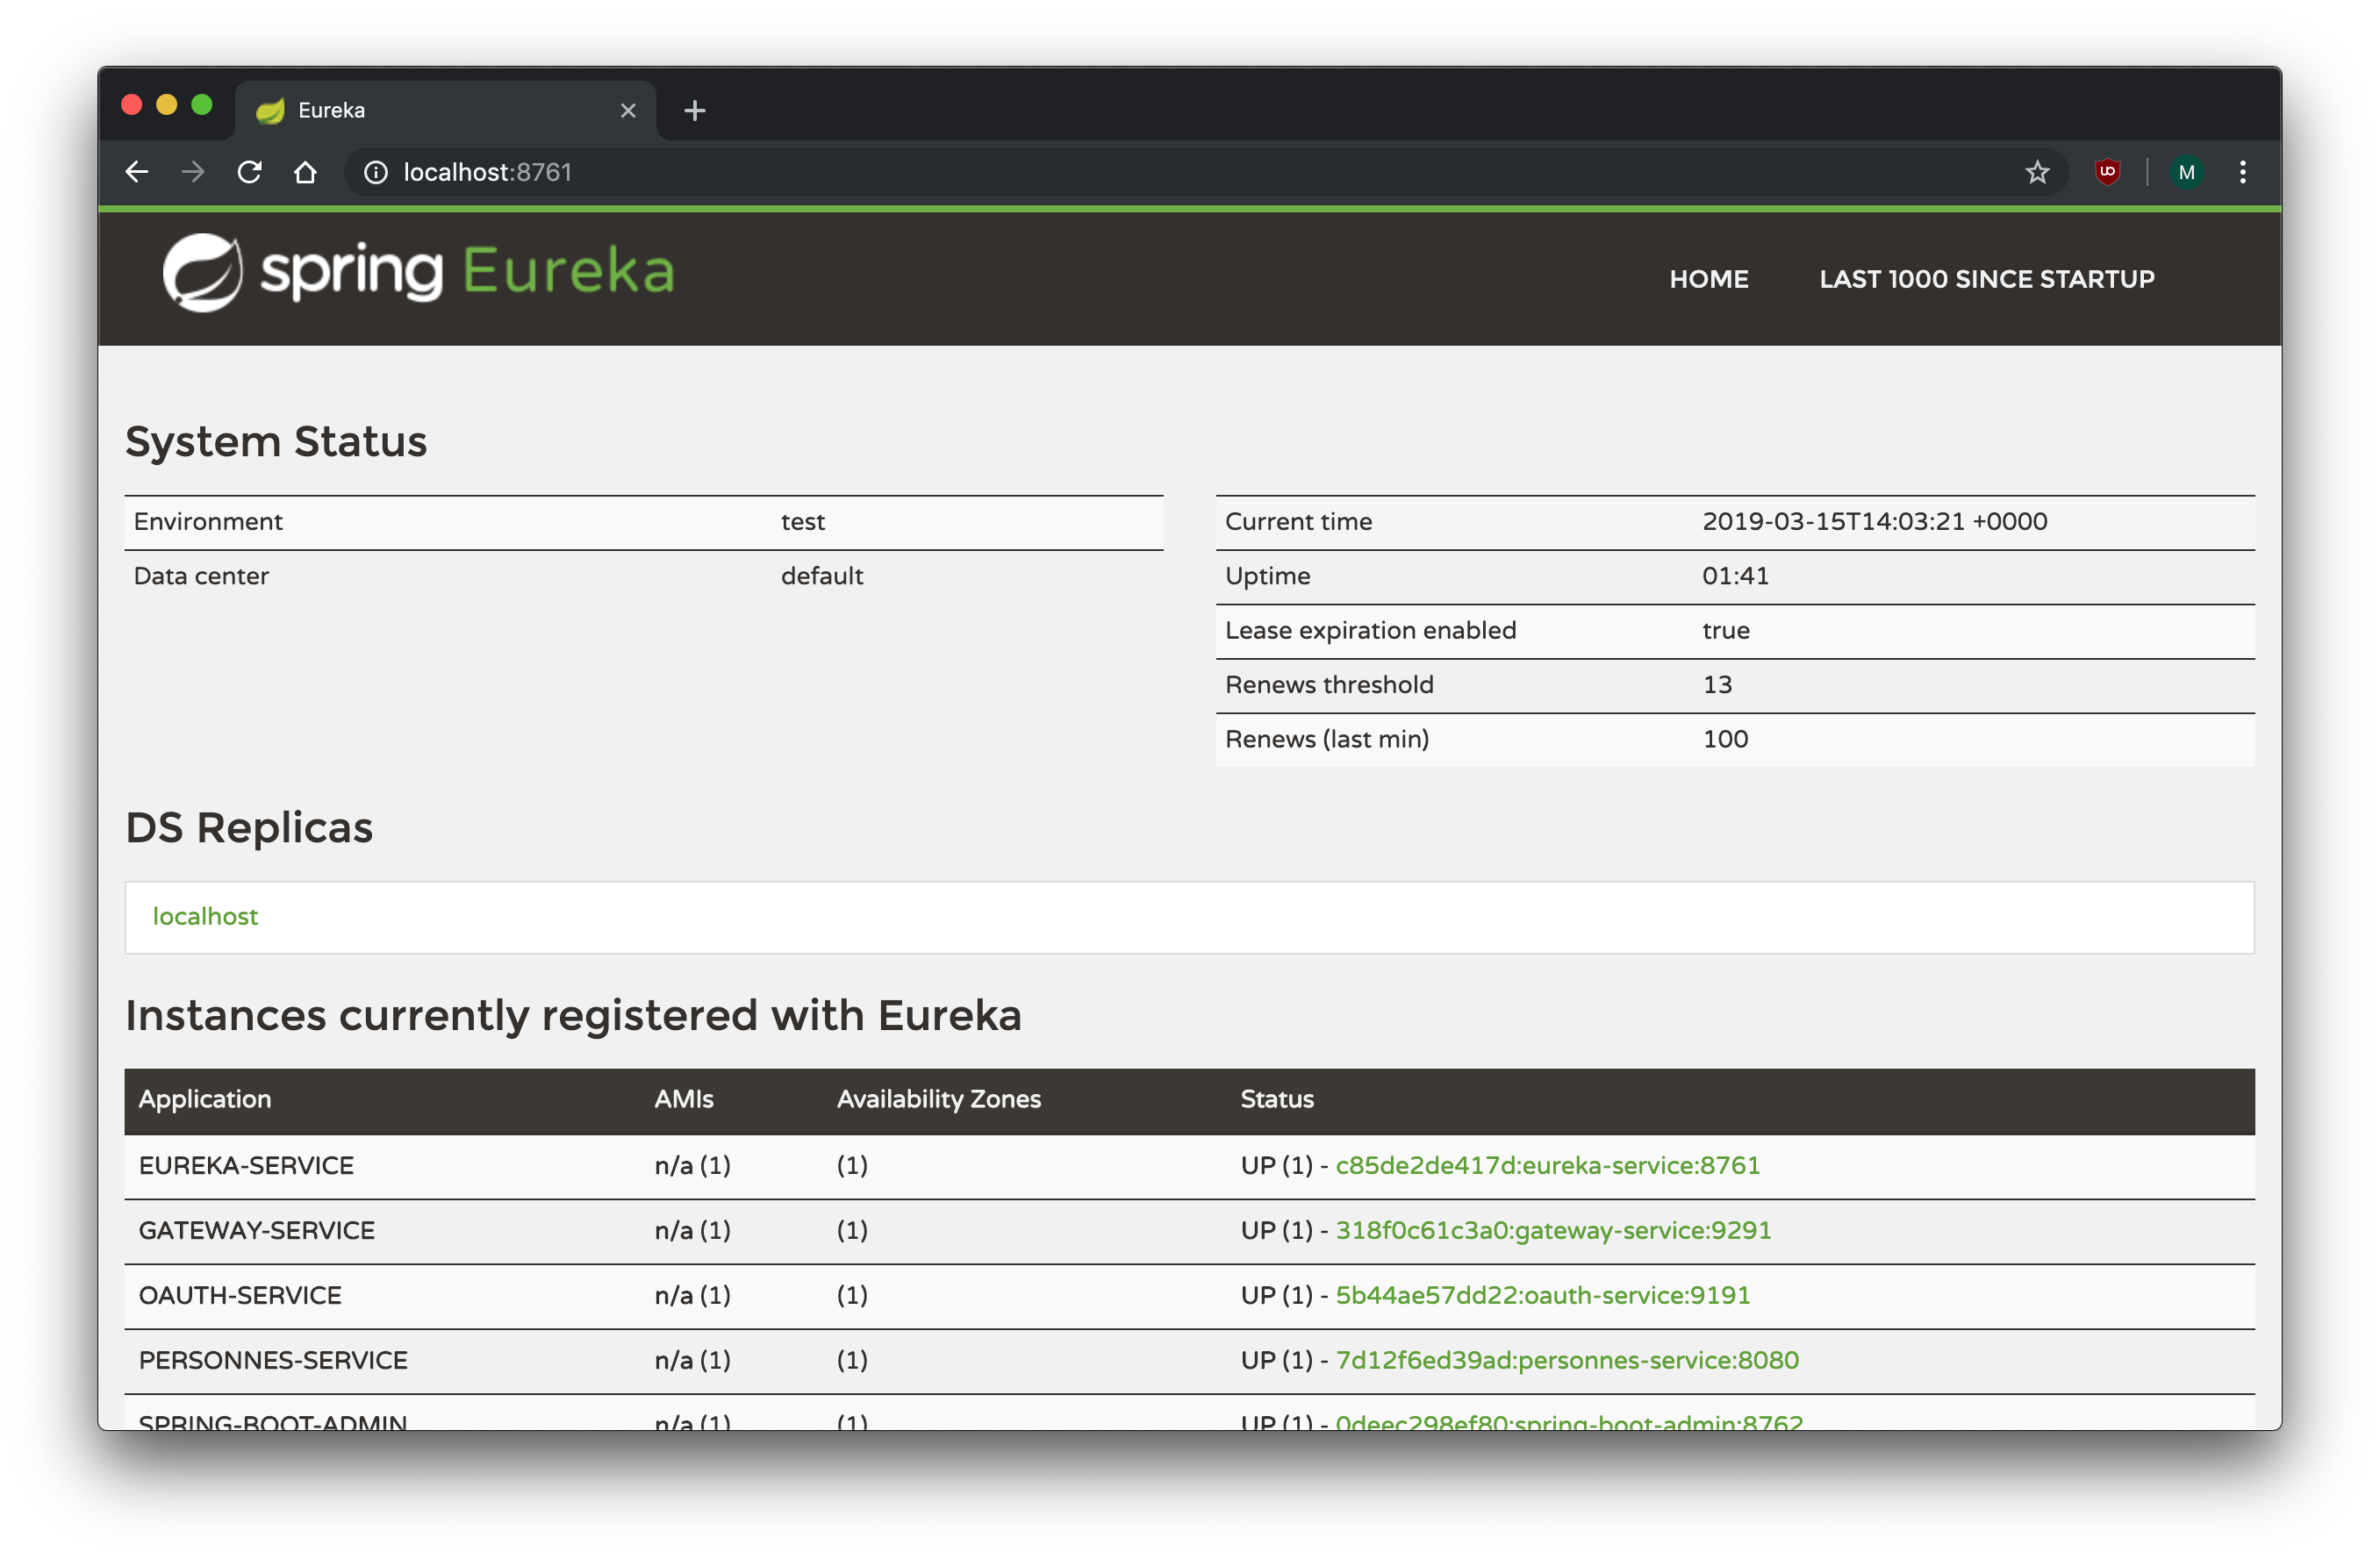 Eureka
localhost:8761
M
spring Eureka
HOME LAST 1000 SINCE STARTUP
System Status
Environment test
Data center default
Current time 2019-03-15T14:03:21 +0000
Uptime 01:41
Lease expiration enabled true
Renews threshold 13
Renews (last min) 100
DS Replicas
localhost
Instances currently registered with Eureka
Application AMIs Availability Zones Status
EUREKA-SERVICE n/a (1) (1) UP (1) - c85de2de417d:eureka-service:8761
GATEWAY-SERVICE n/a (1) (1) UP (1) - 318f0c61c3a0:gateway-service:9291
OAUTH-SERVICE n/a (1) (1) UP (1) - 5b44ae57dd22:oauth-service:9191
PERSONNES-SERVICE n/a (1) (1) UP (1) - 7d12f6ed39ad:personnes-service:8080
SPRING-BOOT-ADMIN n/a (1) (1) UP (1) - 0deec298ef80:spring-boot-admin:8762